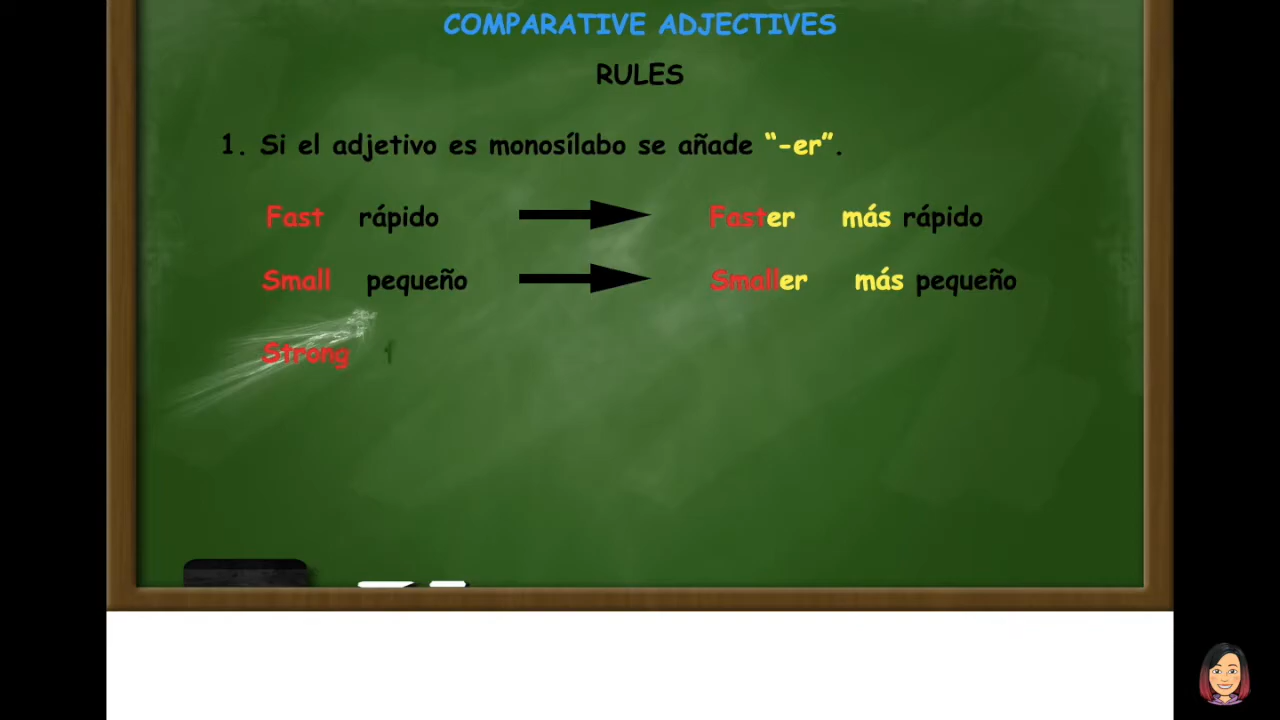 COMPARATIVE ADJECTIVES
RULES
1. Si el adjetivo es monosílabo se añade “-er”.
Fast rápido Faster más rápido
Small pequeño Smaller más pequeño
Strong